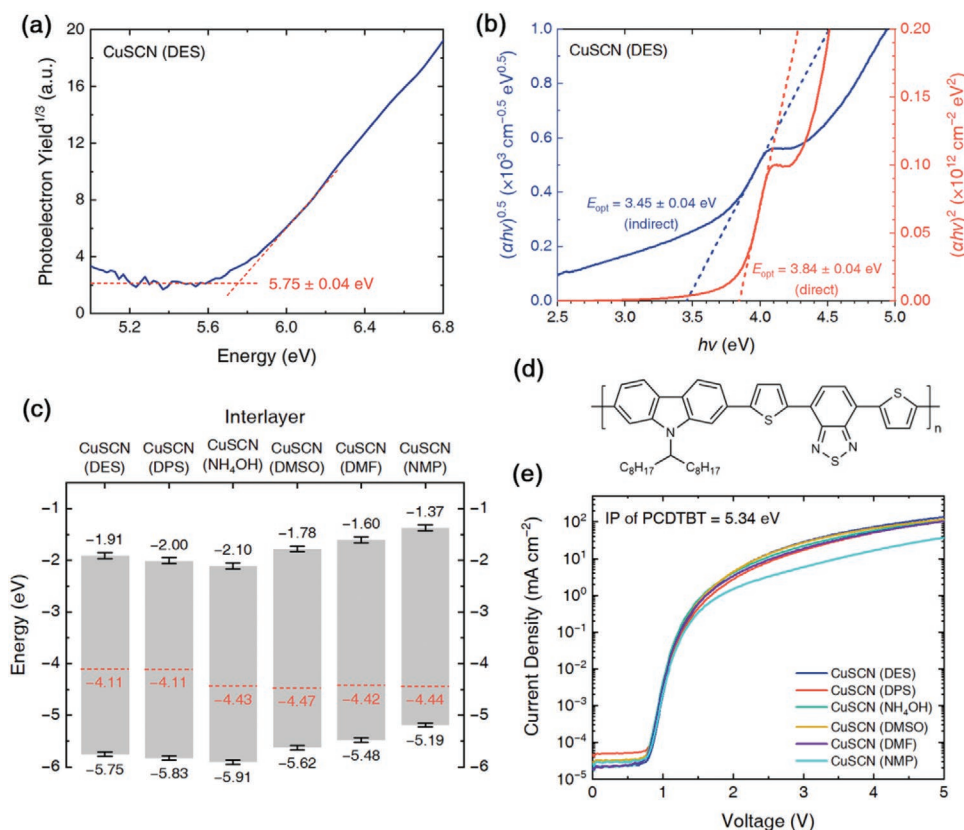 (a)
20
16
12
8
4
0
Photoelectron Yield1/3 (a.u.)
CuSCN (DES)
5.75 ± 0.04 eV
5.2 5.6 6.0 6.4 6.8
Energy (eV)
(b)
1.0
0.8
0.6
0.4
0.2
0.0
(αhν)0.5 (×10³ cm−0.5 eV0.5)
CuSCN (DES)
Eopt = 3.45 ± 0.04 eV
(indirect)
Eopt = 3.84 ± 0.04 eV
(direct)
0.20
0.15
0.10
0.05
0.00
(αhν)² (×10¹² cm−2 eV²)
2.5 3.0 3.5 4.0 4.5 5.0
hν (eV)
(c)
Interlayer
CuSCN CuSCN CuSCN CuSCN CuSCN CuSCN
(DES) (DPS) (NH4OH) (DMSO) (DMF) (NMP)
−1
−2
−3
−4
−5
−6
Energy (eV)
−1.91 −2.00 −2.10 −1.78 −1.60 −1.37
−4.11 −4.11 −4.43 −4.47 −4.42 −4.44
−5.75 −5.83 −5.91 −5.62 −5.48 −5.19
−1
−2
−3
−4
−5
−6
(d)
S
S
n
N
N N
S
C8H17 C8H17
(e)
IP of PCDTBT = 5.34 eV
10²
10¹
10⁰
10−1
10−2
10−3
10−4
10−5
Current Density (mA cm−2)
CuSCN (DES)
CuSCN (DPS)
CuSCN (NH4OH)
CuSCN (DMSO)
CuSCN (DMF)
CuSCN (NMP)
0 1 2 3 4 5
Voltage (V)